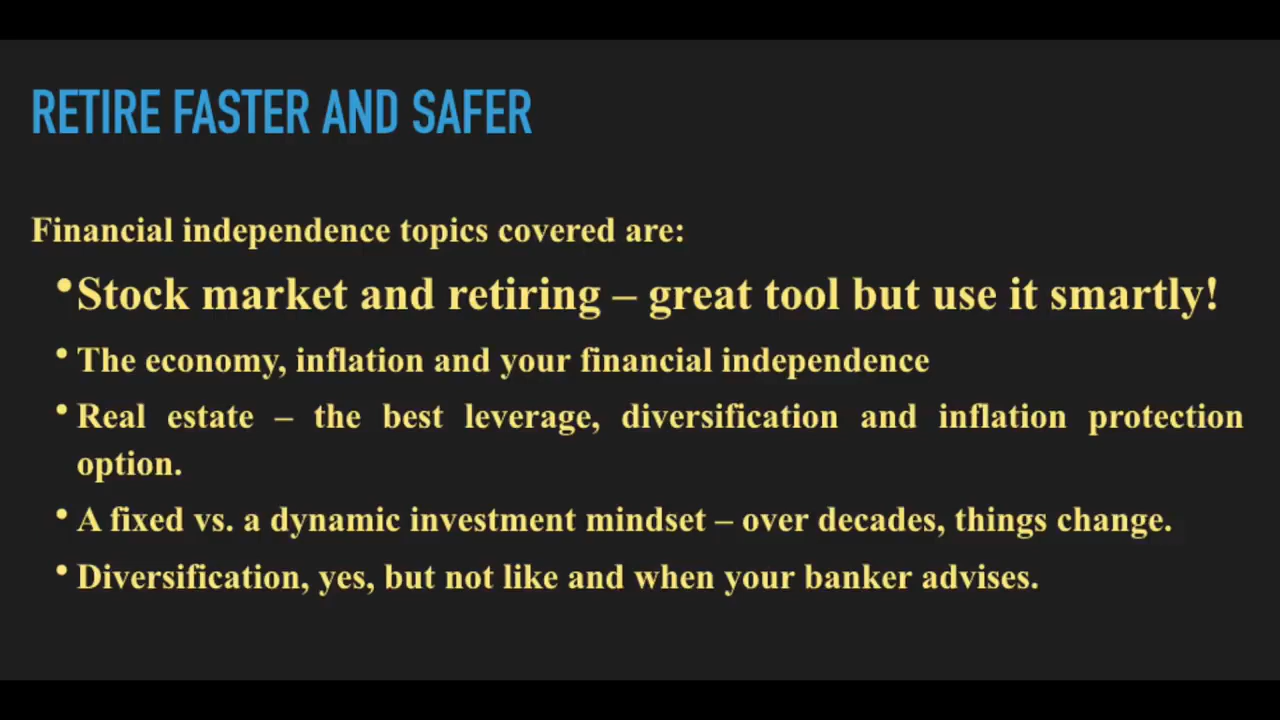 RETIRE FASTER AND SAFER
Financial independence topics covered are:
•Stock market and retiring – great tool but use it smartly!
• The economy, inflation and your financial independence
• Real estate – the best leverage, diversification and inflation protection
option.
• A fixed vs. a dynamic investment mindset – over decades, things change.
• Diversification, yes, but not like and when your banker advises.